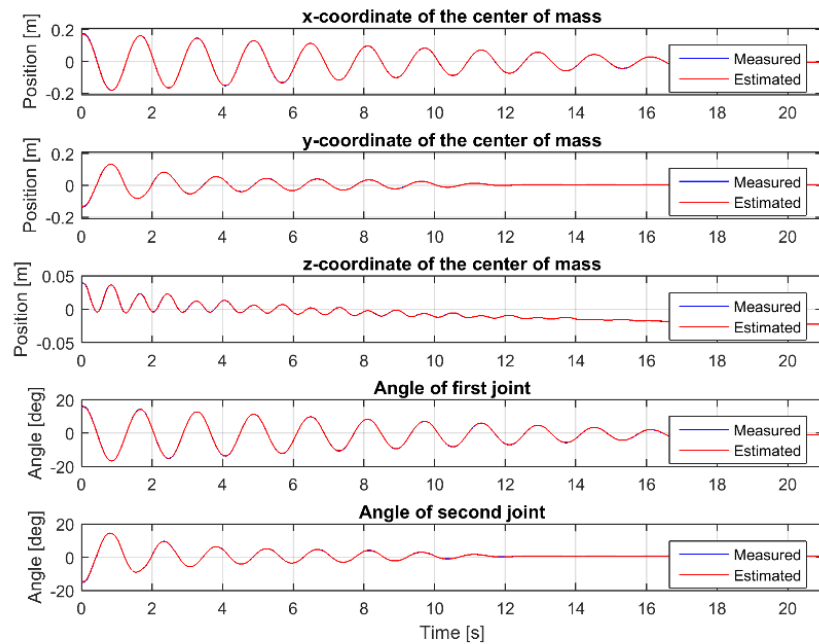 x-coordinate of the center of mass
Position [m]
0.2
0
-0.2
0 2 4 6 8 10 12 14 16 18 20
Measured
Estimated
y-coordinate of the center of mass
Position [m]
0.2
0
-0.2
0 2 4 6 8 10 12 14 16 18 20
Measured
Estimated
z-coordinate of the center of mass
Position [m]
0.05
0
-0.05
0 2 4 6 8 10 12 14 16 18 20
Measured
Estimated
Angle of first joint
Angle [deg]
20
0
-20
0 2 4 6 8 10 12 14 16 18 20
Measured
Estimated
Angle of second joint
Angle [deg]
20
0
-20
0 2 4 6 8 10 12 14 16 18 20
Measured
Estimated
Time [s]